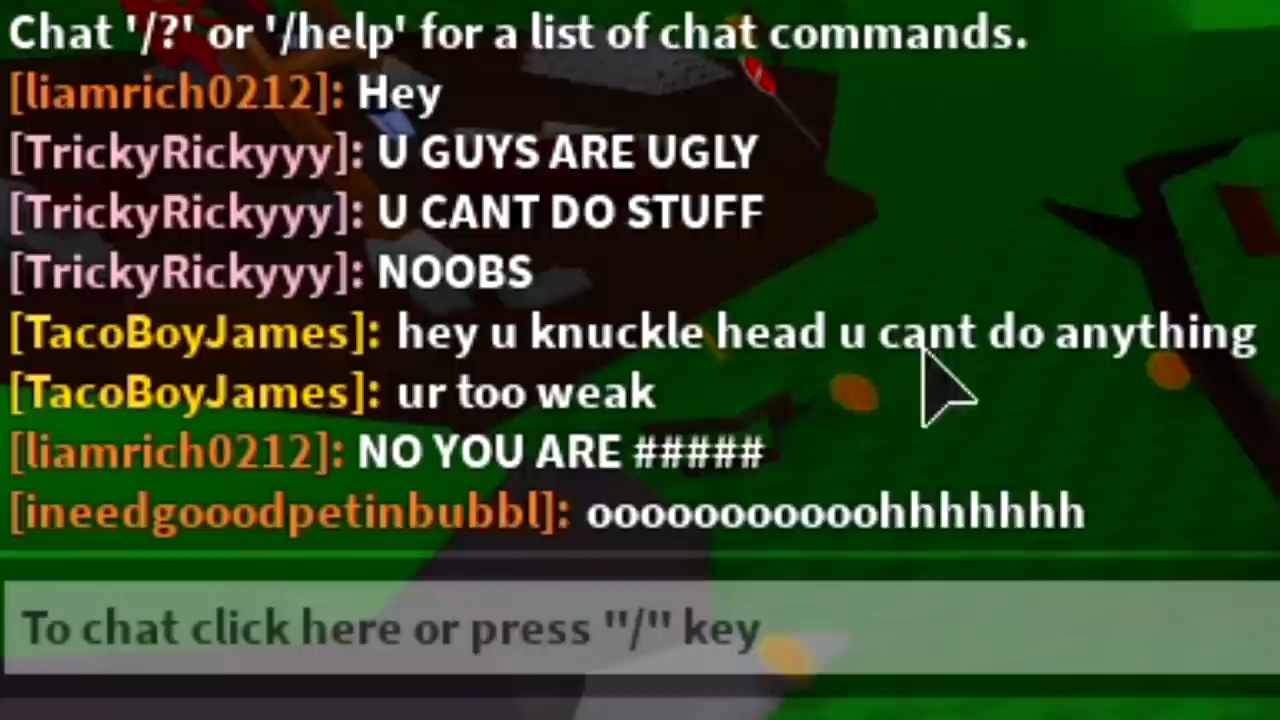 Chat '/?' or '/help' for a list of chat commands.
[liamrich0212]: Hey
[TrickyRickyyy]: U GUYS ARE UGLY
[TrickyRickyyy]: U CANT DO STUFF
[TrickyRickyyy]: NOOBS
[TacoBoyJames]: hey u knuckle head u cant do anything
[TacoBoyJames]: ur too weak
[liamrich0212]: NO YOU ARE #####
[ineedgooodpetinbubbl]: ooooooooooohhhhhhhh
To chat click here or press "/" key